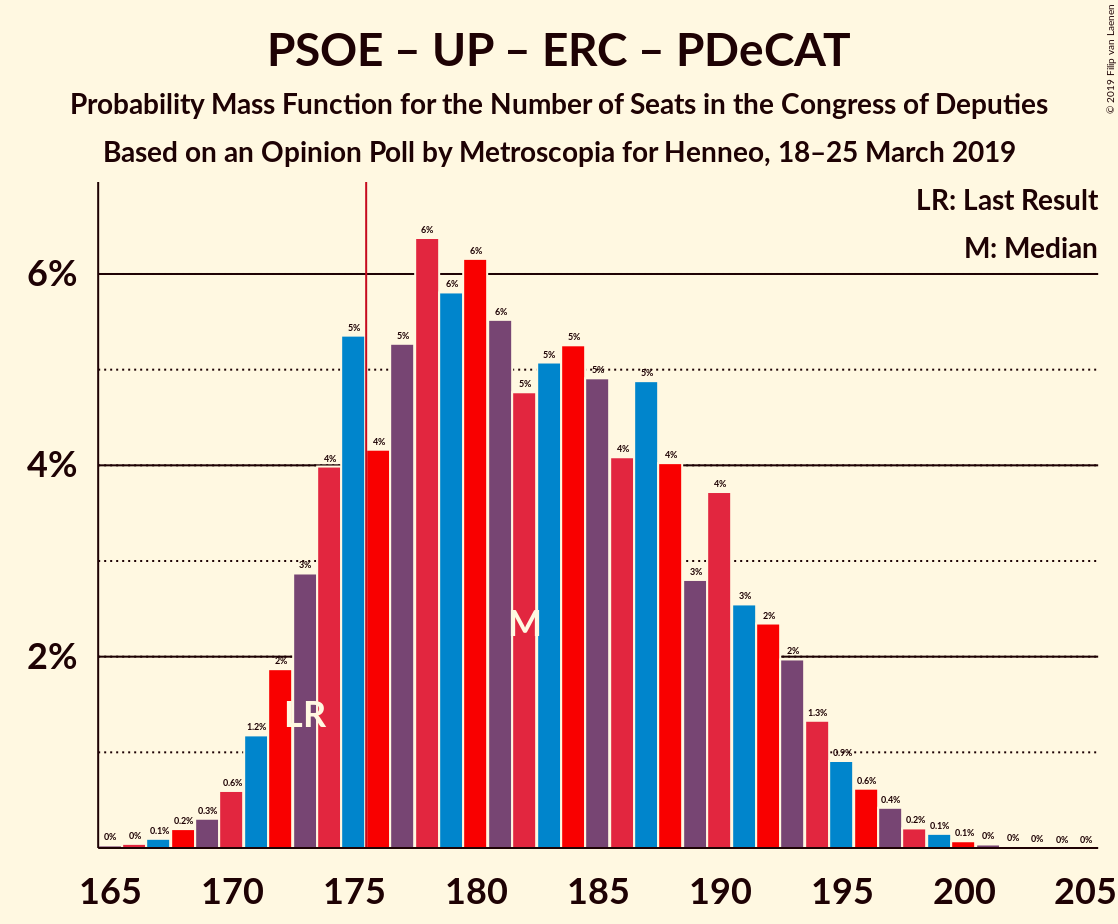 PSOE – UP – ERC – PDeCAT
Probability Mass Function for the Number of Seats in the Congress of Deputies
Based on an Opinion Poll by Metroscopia for Henneo, 18–25 March 2019
© 2019 Filip van Laenen
LR: Last Result
M: Median
6%
4%
2%
0% 0% 0.1% 0.2% 0.3% 0.6% 1.2% 2% 3% 4% 5% 4% 5% 6% 6% 6% 6% 5% 5% 5% 5% 4% 5% 4% 3% 4% 3% 2% 2% 1.3% 0.9% 0.6% 0.4% 0.2% 0.1% 0.1% 0% 0% 0% 0% 0%
LR
M
165 170 175 180 185 190 195 200 205